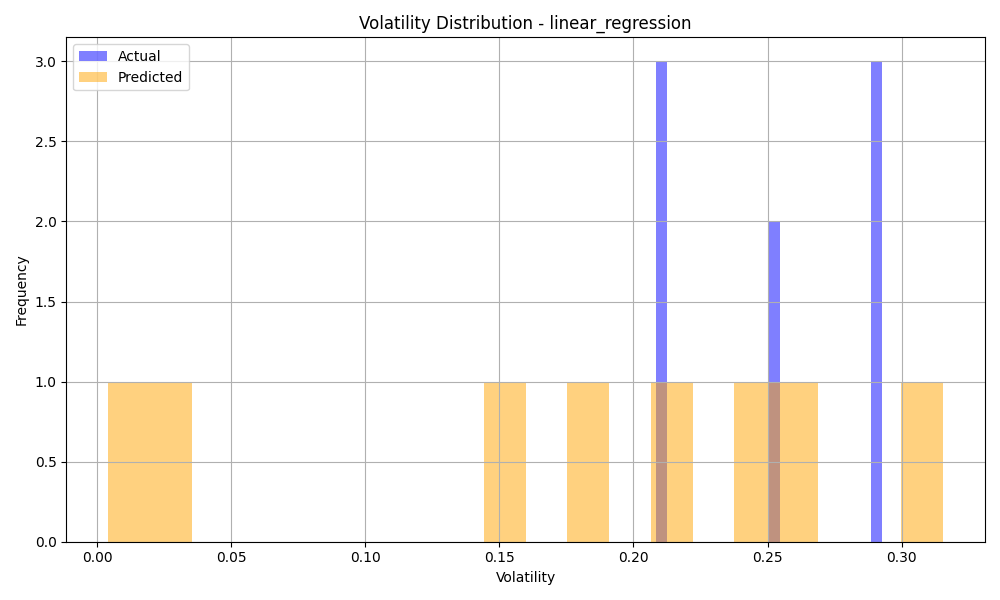 Volatility Distribution - linear_regression
Actual
Predicted
Frequency
3.0
2.5
2.0
1.5
1.0
0.5
0.0
0.00 0.05 0.10 0.15 0.20 0.25 0.30
Volatility